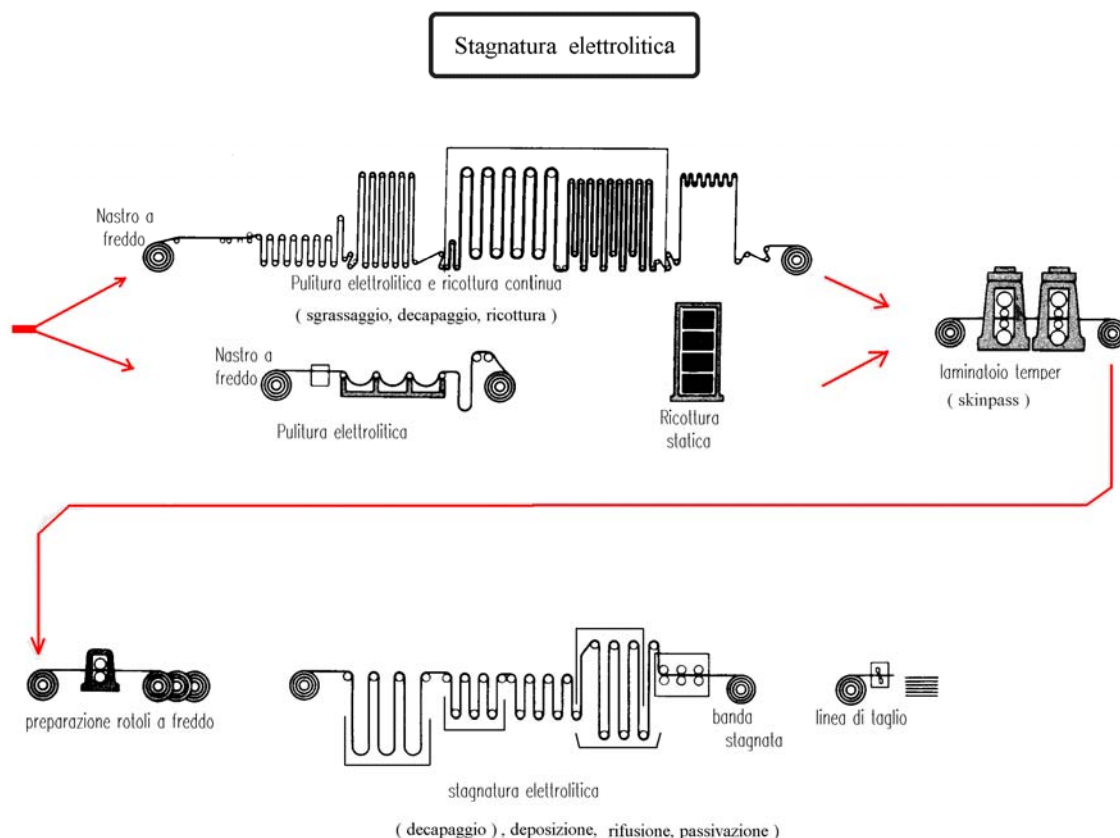 Stagnatura elettrolitica
Nastro a
freddo
Pulitura elettrolitica e ricottura continua
( sgrassaggio, decapaggio, ricottura )
Nastro a
freddo
Pulitura elettrolitica
Ricottura
statica
laminatoio temper
( skinpass )
preparazione rotoli a freddo
stagnatura elettrolitica
( decapaggio ) , deposizione, rifusione, passivazione )
banda
stagnata
linea di taglio